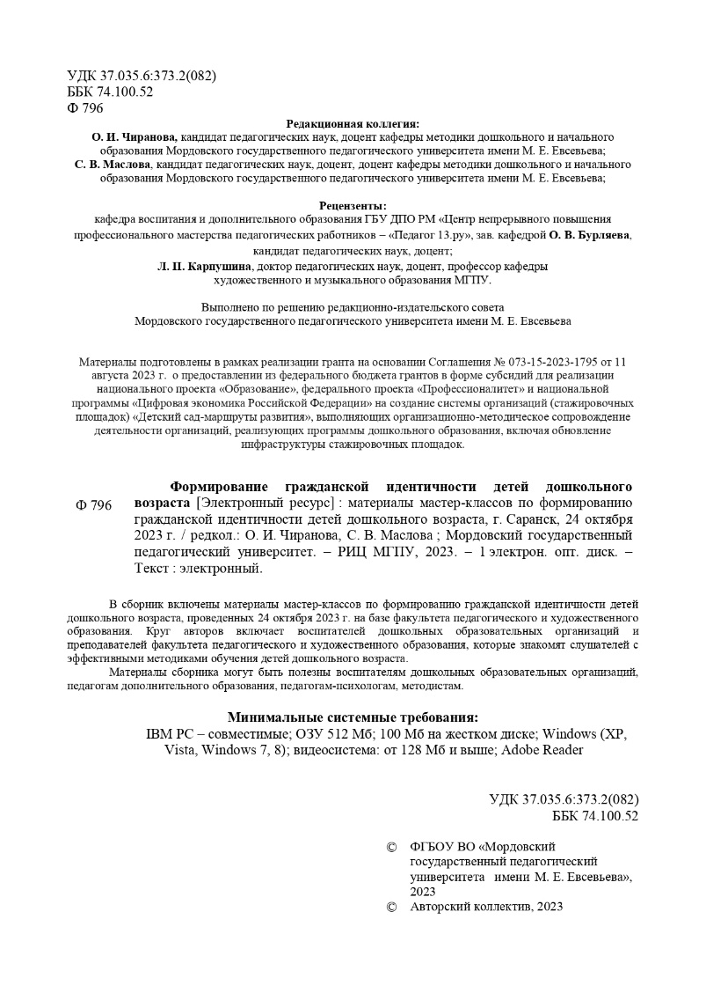 УДК 37.035.6:373.2(082)
ББК 74.100.52
Ф 796
Редакционная коллегия:
О. И. Чиранова, кандидат педагогических наук, доцент кафедры методики дошкольного и начального
образования Мордовского государственного педагогического университета имени М. Е. Евсевьева;
С. В. Маслова, кандидат педагогических наук, доцент, доцент кафедры методики дошкольного и начального
образования Мордовского государственного педагогического университета имени М. Е. Евсевьева;
Рецензенты:
кафедра воспитания и дополнительного образования ГБУ ДПО РМ «Центр непрерывного повышения
профессионального мастерства педагогических работников – «Педагог 13.ру», зав. кафедрой О. В. Бурляева,
кандидат педагогических наук, доцент;
Л. П. Карпушина, доктор педагогических наук, доцент, профессор кафедры
художественного и музыкального образования МГПУ.
Выполнено по решению редакционно-издательского совета
Мордовского государственного педагогического университета имени М. Е. Евсевьева
Материалы подготовлены в рамках реализации гранта на основании Соглашения № 073-15-2023-1795 от 11
августа 2023 г. о предоставлении из федерального бюджета грантов в форме субсидий для реализации
национального проекта «Образование», федерального проекта «Профессионалитет» и национальной
программы «Цифровая экономика Российской Федерации» на создание системы организаций (стажировочных
площадок) «Детский сад-маршруты развития», выполняющих организационно-методическое сопровождение
деятельности организаций, реализующих программы дошкольного образования, включая обновление
инфраструктуры стажировочных площадок.
Формирование гражданской идентичности детей дошкольного
Ф 796 возраста [Электронный ресурс] : материалы мастер-классов по формированию
гражданской идентичности детей дошкольного возраста, г. Саранск, 24 октября
2023 г. / редкол.: О. И. Чиранова, С. В. Маслова ; Мордовский государственный
педагогический университет. – РИЦ МГПУ, 2023. – 1 электрон. опт. диск. –
Текст : электронный.
В сборник включены материалы мастер-классов по формированию гражданской идентичности детей
дошкольного возраста, проведенных 24 октября 2023 г. на базе факультета педагогического и художественного
образования. Круг авторов включает воспитателей дошкольных образовательных организаций и
преподавателей факультета педагогического и художественного образования, которые знакомят слушателей с
эффективными методиками обучения детей дошкольного возраста.
Материалы сборника могут быть полезны воспитателям дошкольных образовательных организаций,
педагогам дополнительного образования, педагогам-психологам, методистам.
Минимальные системные требования:
IBM PC – совместимые; ОЗУ 512 Мб; 100 Мб на жестком диске; Windows (XP,
Vista, Windows 7, 8); видеосистема: от 128 Мб и выше; Adobe Reader
УДК 37.035.6:373.2(082)
ББК 74.100.52
© ФГБОУ ВО «Мордовский
государственный педагогический
университета имени М. Е. Евсевьева»,
2023
© Авторский коллектив, 2023